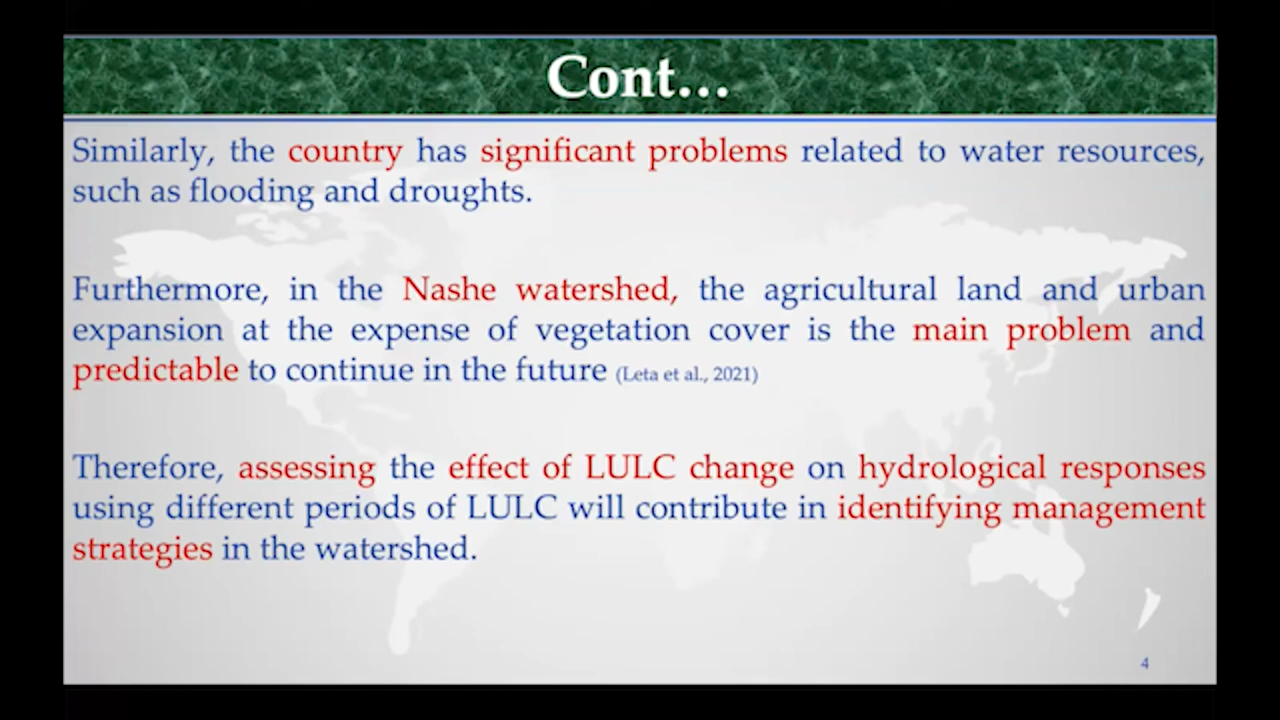 Cont...
Similarly, the country has significant problems related to water resources,
such as flooding and droughts.
Furthermore, in the Nashe watershed, the agricultural land and urban
expansion at the expense of vegetation cover is the main problem and
predictable to continue in the future (Leta et al., 2021)
Therefore, assessing the effect of LULC change on hydrological responses
using different periods of LULC will contribute in identifying management
strategies in the watershed.
4